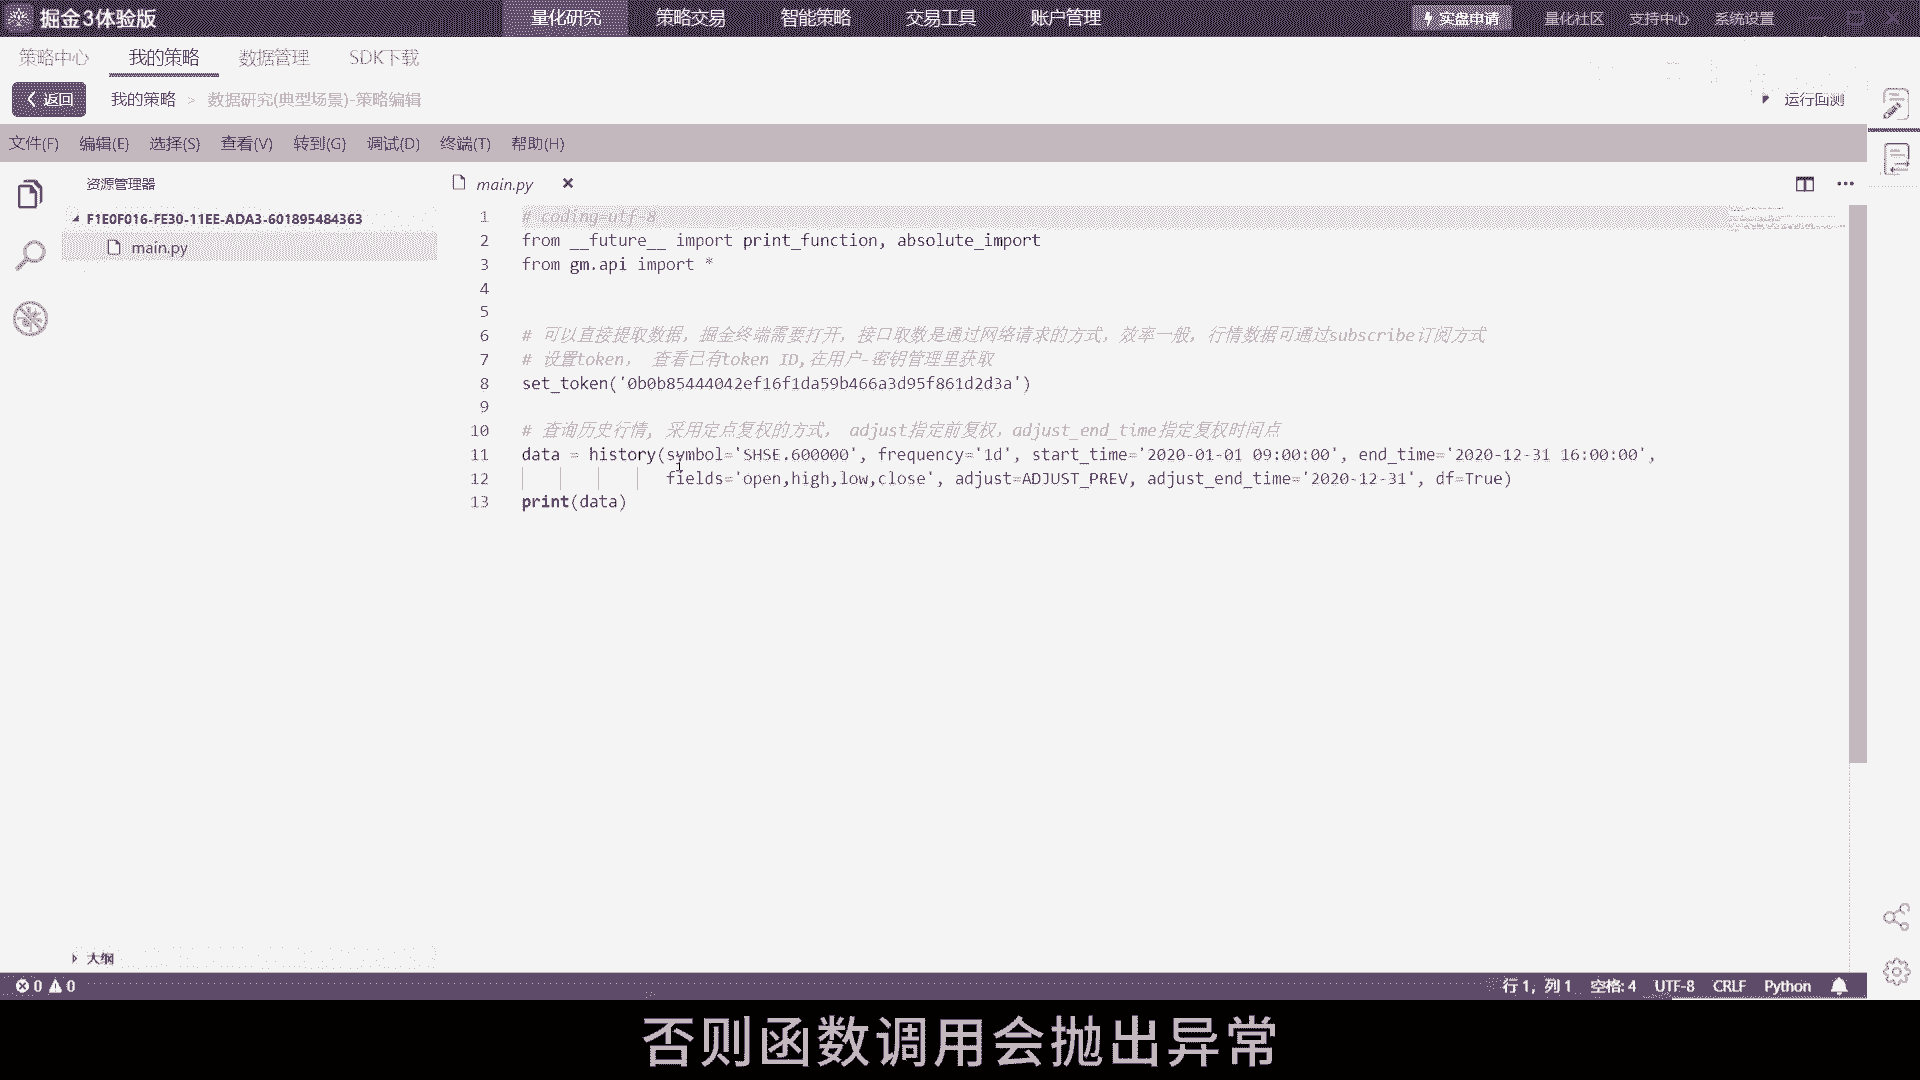 掘金3体验版
量化研究 策略交易 智能策略 交易工具 账户管理
实盘申请 量化社区 支持中心 系统设置
策略中心 我的策略 数据管理 SDK下载
返回 我的策略 > 数据研究(典型场景)-策略编辑 运行回测
文件(F) 编辑(E) 选择(S) 查看(V) 转到(G) 调试(D) 终端(T) 帮助(H)
资源管理器
F1E0F016-FE30-11EE-ADA3-601895484363
main.py
main.py
1 # coding=utf-8
2 from __future__ import print_function, absolute_import
3 from gm.api import *
4
5
6 # 可以直接提取数据，掘金终端需要打开，接口取数是通过网络请求的方式，效率一般，行情数据可通过subscribe订阅方式
7 # 设置token， 查看已有token ID,在用户-密钥管理里获取
8 set_token('0b0b85444042ef16f1da59b466a3d95f861d2d3a')
9
10 # 查询历史行情, 采用定点复权的方式， adjust指定前复权，adjust_end_time指定复权时间点
11 data = history(symbol='SHSE.600000', frequency='1d', start_time='2020-01-01 09:00:00', end_time='2020-12-31 16:00:00',
12 fields='open,high,low,close', adjust=ADJUST_PREV, adjust_end_time='2020-12-31', df=True)
13 print(data)
大纲
0 0
行 1，列 1 空格: 4 UTF-8 CRLF Python
否则函数调用会抛出异常